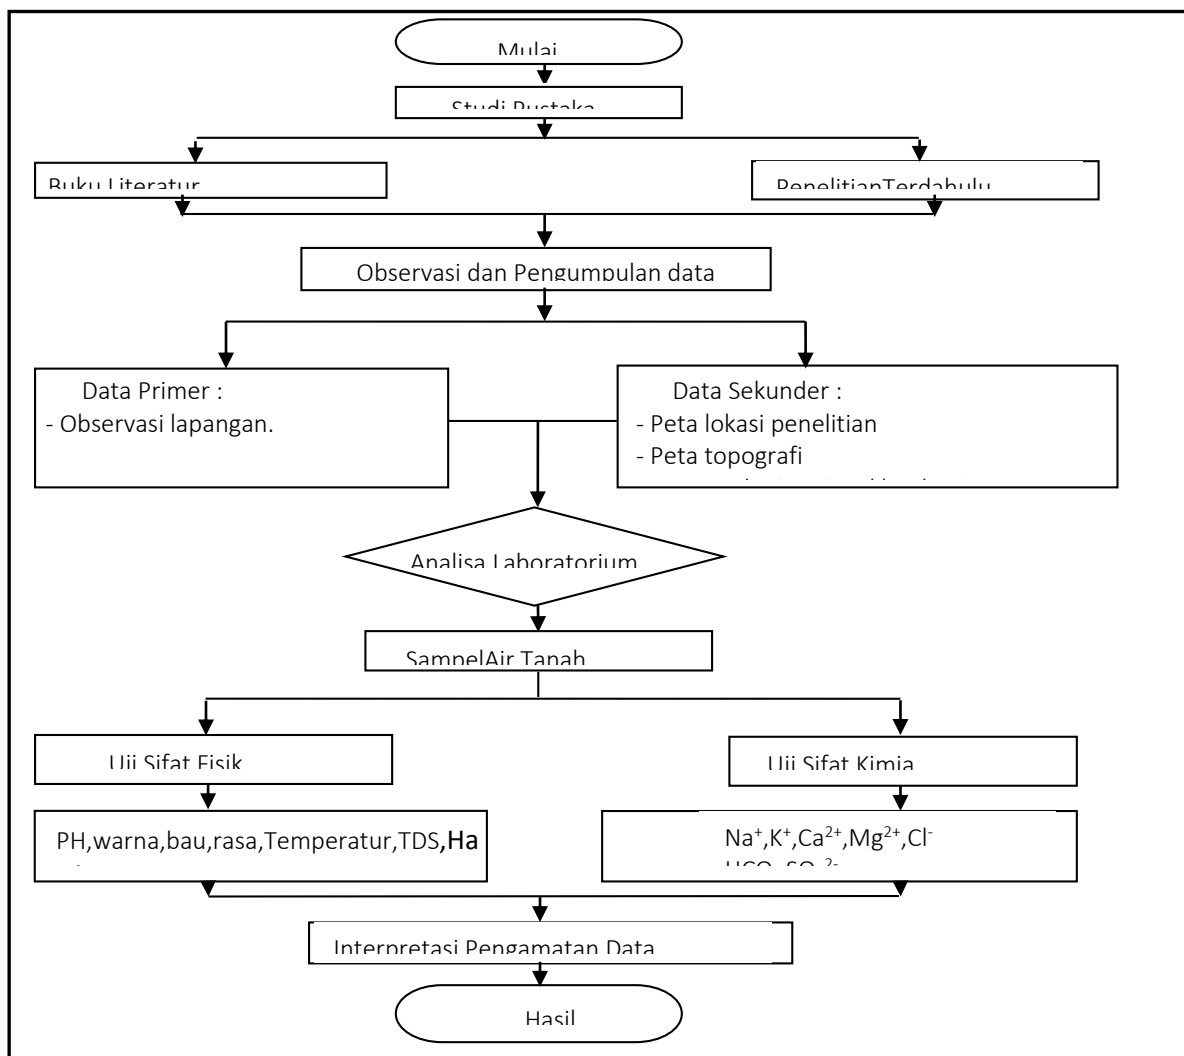 Mulai
Studi Pustaka
Buku Literatur
PenelitianTerdahulu
Observasi dan Pengumpulan data
Data Primer :
- Observasi lapangan.
Data Sekunder :
- Peta lokasi penelitian
- Peta topografi
Analisa Laboratorium
SampelAir Tanah
Uji Sifat Fisik
Uji Sifat Kimia
PH,warna,bau,rasa,Temperatur,TDS,Ha
Na⁺,K⁺,Ca²⁺,Mg²⁺,Cl⁻
Interpretasi Pengamatan Data
Hasil